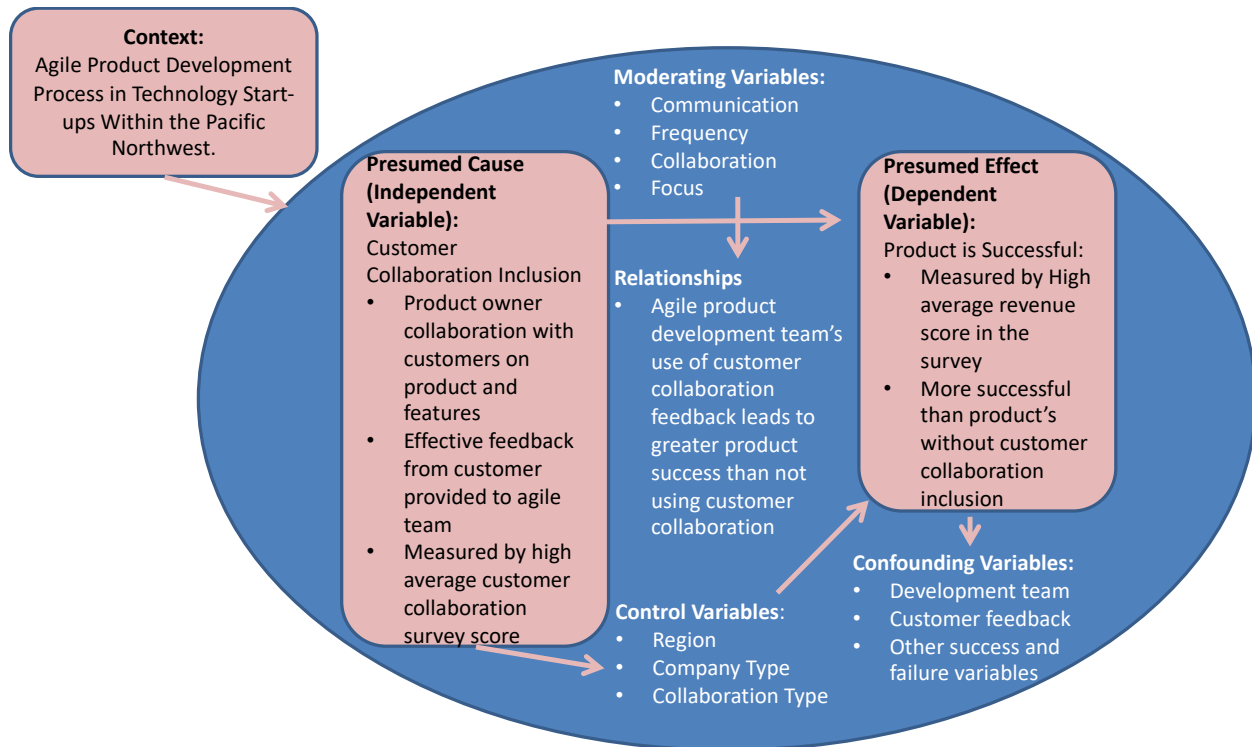 Context:
Agile Product Development
Process in Technology Start-
ups Within the Pacific
Northwest.
Moderating Variables:
• Communication
• Frequency
• Collaboration
• Focus
Presumed Cause
(Independent
Variable):
Customer
Collaboration Inclusion
• Product owner
collaboration with
customers on
product and
features
• Effective feedback
from customer
provided to agile
team
• Measured by high
average customer
collaboration
survey score
Relationships
• Agile product
development team's
use of customer
collaboration
feedback leads to
greater product
success than not
using customer
collaboration
Control Variables:
• Region
• Company Type
• Collaboration Type
Presumed Effect
(Dependent
Variable):
Product is Successful:
• Measured by High
average revenue
score in the
survey
• More successful
than product's
without customer
collaboration
inclusion
Confounding Variables:
• Development team
• Customer feedback
• Other success and
failure variables